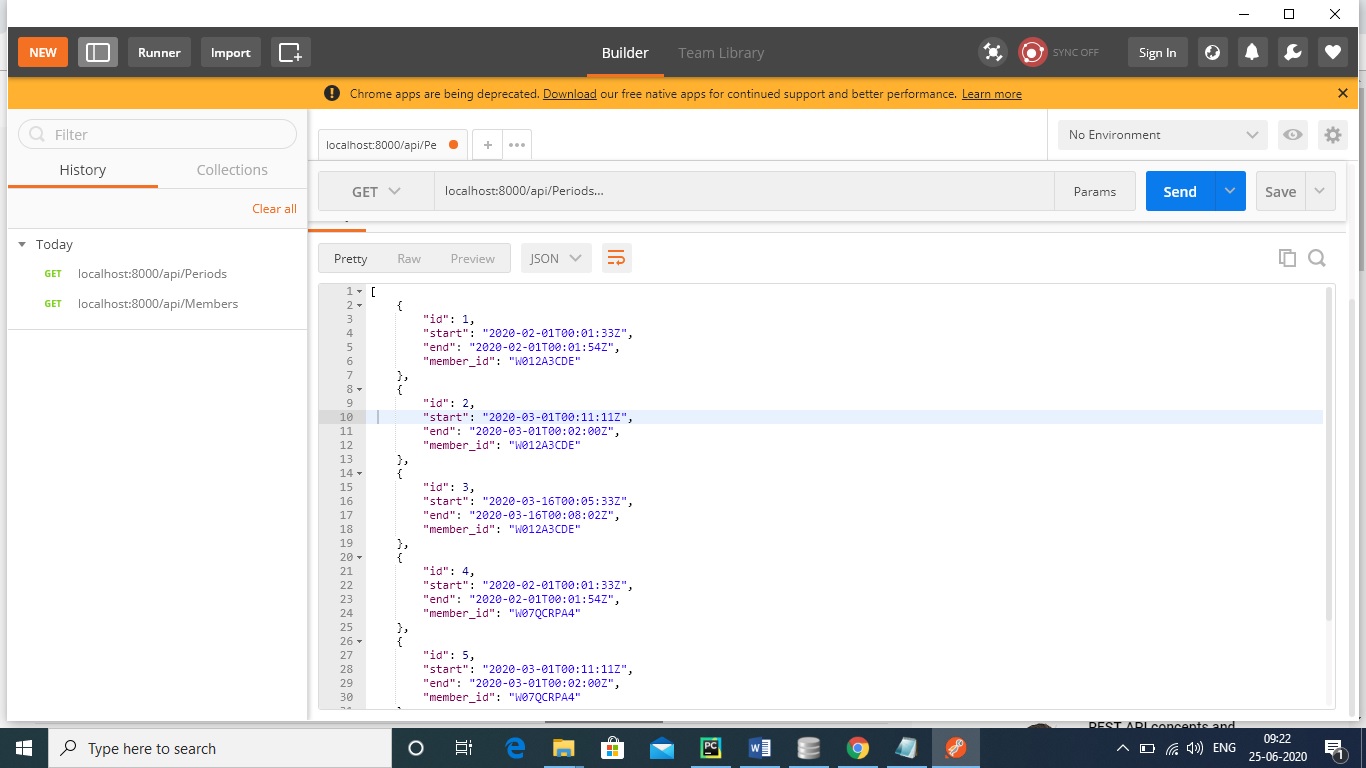 NEW
Runner
Import
Builder
Team Library
SYNC OFF
Sign In
Chrome apps are being deprecated. Download our free native apps for continued support and better performance. Learn more
Filter
History
Collections
Clear all
Today
GET localhost:8000/api/Periods
GET localhost:8000/api/Members
localhost:8000/api/Pe
No Environment
GET
localhost:8000/api/Periods...
Params
Send
Save
Pretty
Raw
Preview
JSON
1 [
2 {
3 "id": 1,
4 "start": "2020-02-01T00:01:33Z",
5 "end": "2020-02-01T00:01:54Z",
6 "member_id": "W012A3CDE"
7 },
8 {
9 "id": 2,
10 "start": "2020-03-01T00:11:11Z",
11 "end": "2020-03-01T00:02:00Z",
12 "member_id": "W012A3CDE"
13 },
14 {
15 "id": 3,
16 "start": "2020-03-16T00:05:33Z",
17 "end": "2020-03-16T00:08:02Z",
18 "member_id": "W012A3CDE"
19 },
20 {
21 "id": 4,
22 "start": "2020-02-01T00:01:33Z",
23 "end": "2020-02-01T00:01:54Z",
24 "member_id": "W07QCRPA4"
25 },
26 {
27 "id": 5,
28 "start": "2020-03-01T00:11:11Z",
29 "end": "2020-03-01T00:02:00Z",
30 "member_id": "W07QCRPA4"
REST API concepts and
Type here to search
PC
ENG
09:22
25-06-2020
1